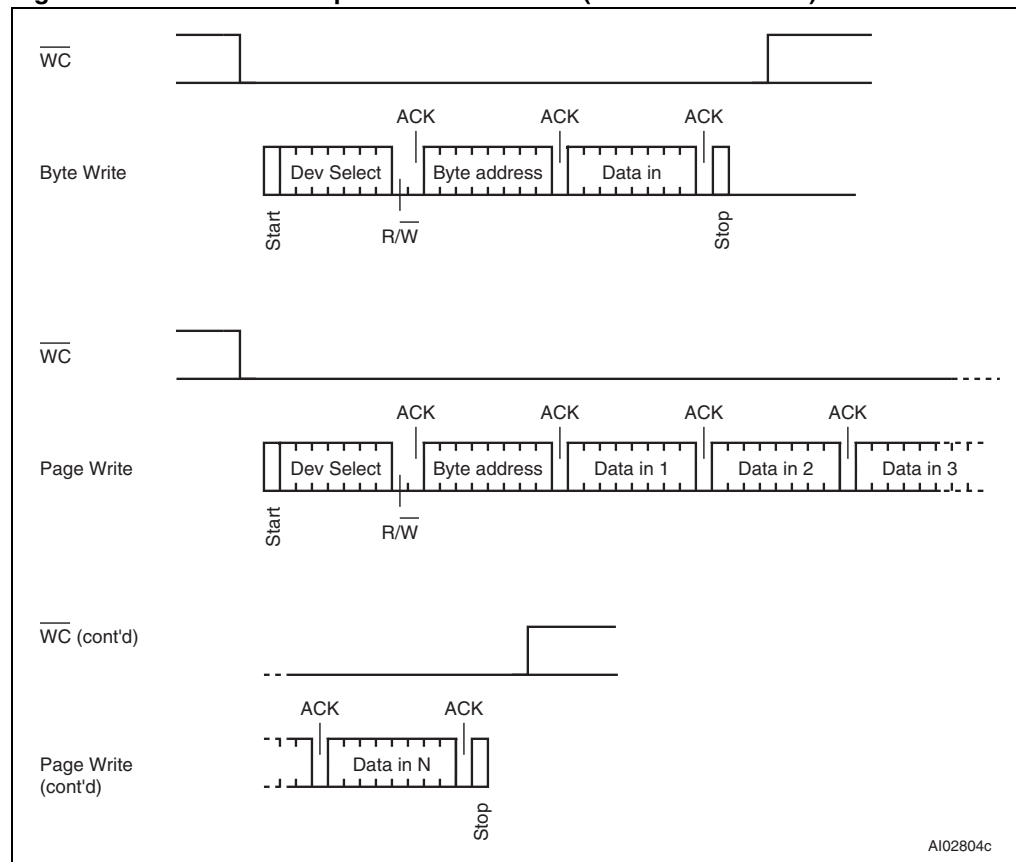 WC
ACK ACK ACK
Byte Write
Dev Select Byte address Data in
Start
R/W
Stop
WC
ACK ACK ACK ACK
Page Write
Dev Select Byte address Data in 1 Data in 2 Data in 3
Start
R/W
WC (cont'd)
ACK ACK
Page Write
(cont'd)
Data in N
Stop
AI02804c